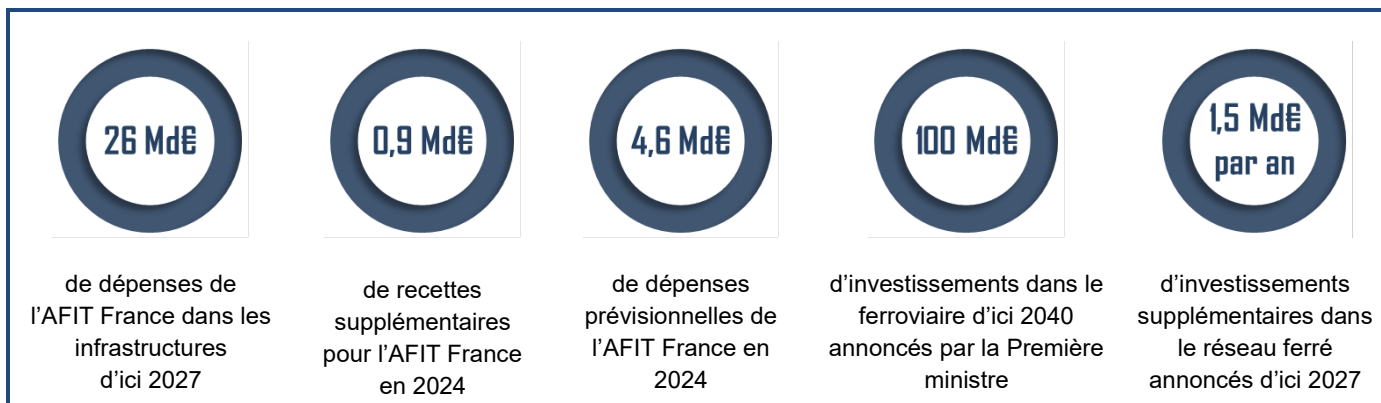 26 Md€
de dépenses de
l’AFIT France dans les
infrastructures
d’ici 2027
0,9 Md€
de recettes
supplémentaires
pour l’AFIT France
en 2024
4,6 Md€
de dépenses
prévisionnelles de
l’AFIT France en
2024
100 Md€
d’investissements dans le
ferroviaire d’ici 2040
annoncés par la Première
ministre
1,5 Md€
par an
d’investissements
supplémentaires dans
le réseau ferré
annoncés d’ici 2027